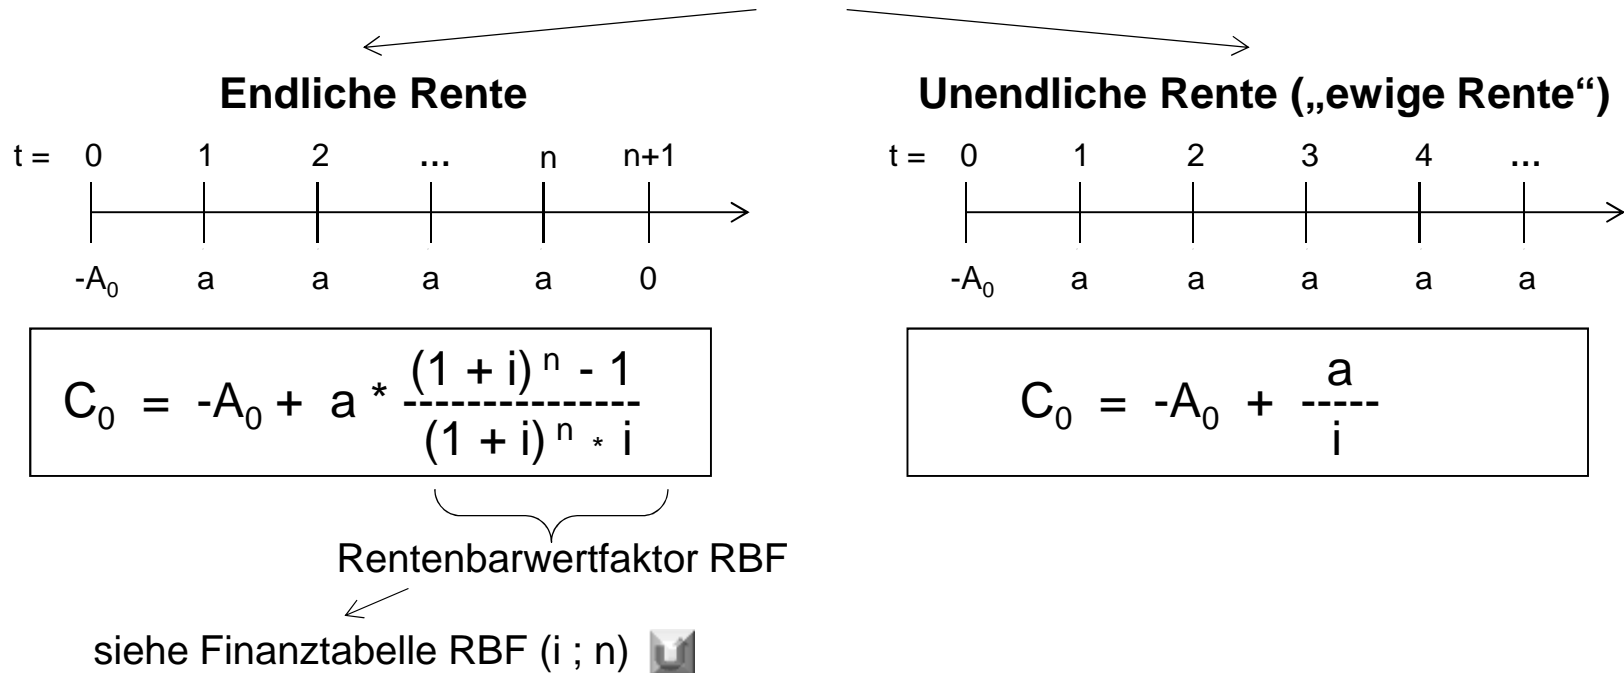 Endliche Rente
t = 0 1 2 ... n n+1
-A₀ a a a a 0
C₀ = -A₀ + a * (1 + i)ⁿ - 1
---------------
(1 + i)ⁿ * i
Rentenbarwertfaktor RBF
siehe Finanztabelle RBF (i ; n)
Unendliche Rente („ewige Rente“)
t = 0 1 2 3 4 ...
-A₀ a a a a a
C₀ = -A₀ + a
-----
i